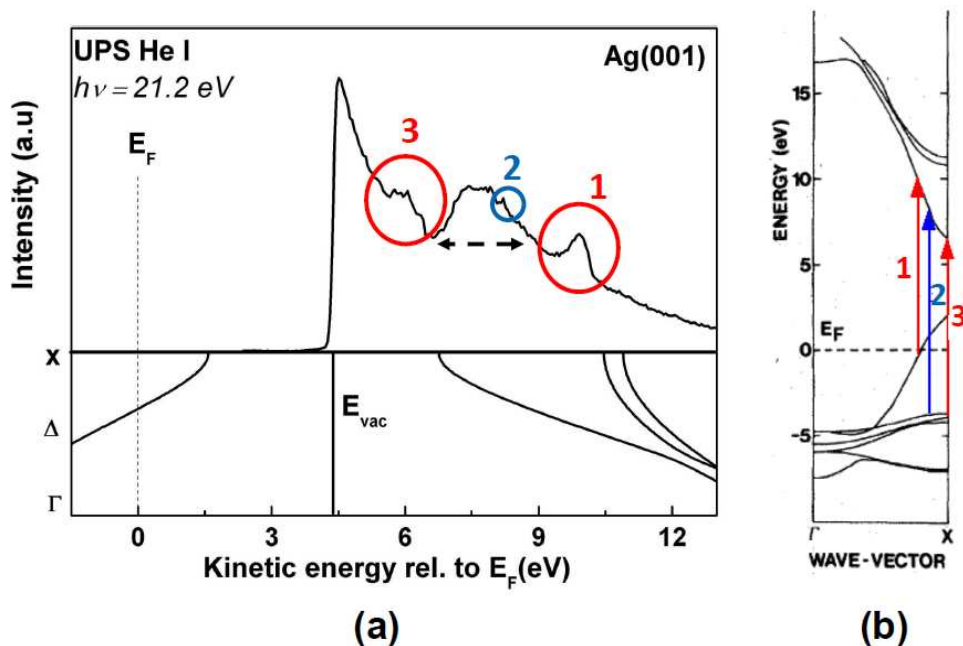 UPS He I
hν = 21.2 eV
Ag(001)
E_F
3
2
1
Intensity (a.u)
X
Δ
Γ
E_vac
0
3
6
9
12
Kinetic energy rel. to E_F(eV)
(a)
ENERGY (eV)
15
10
5
0
-5
E_F
1
2
3
Γ
X
WAVE-VECTOR
(b)